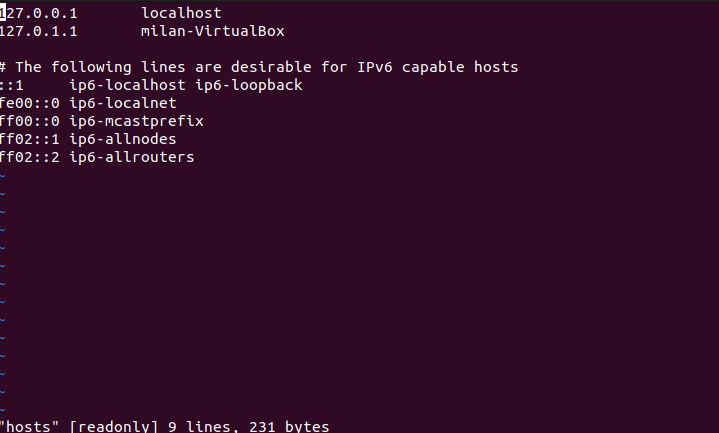 127.0.0.1       localhost
127.0.1.1       milan-VirtualBox

# The following lines are desirable for IPv6 capable hosts
::1     ip6-localhost ip6-loopback
fe00::0 ip6-localnet
ff00::0 ip6-mcastprefix
ff02::1 ip6-allnodes
ff02::2 ip6-allrouters
~
~
~
~
~
~
~
~
~
~
~
~
~
~
"hosts" [readonly] 9 lines, 231 bytes